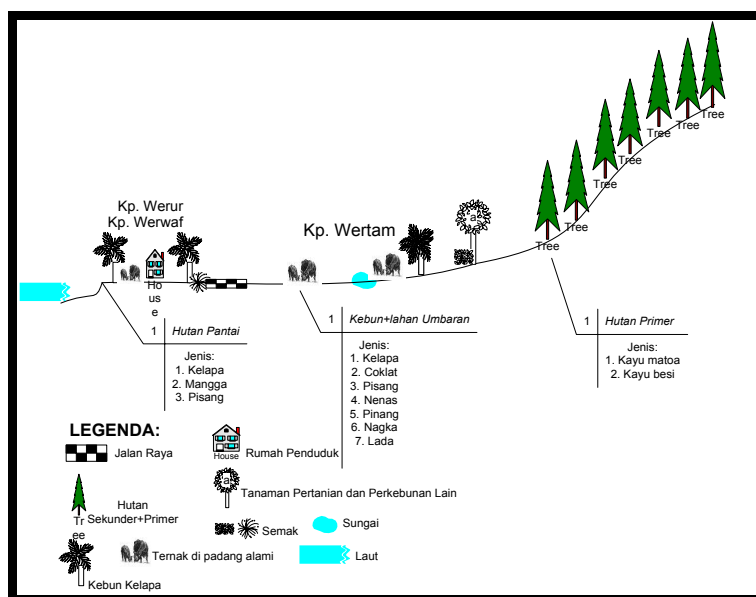 Kp. Werur
Kp. Werwaf
Kp. Wertam
a
Tree
Tree
Tree
Tree
Tree
Tree
Tree
Ho
us
e
1 Hutan Pantai
Jenis:
1. Kelapa
2. Mangga
3. Pisang
1 Kebun+lahan Umbaran
Jenis:
1. Kelapa
2. Coklat
3. Pisang
4. Nenas
5. Pinang
6. Nagka
7. Lada
1 Hutan Primer
Jenis:
1. Kayu matoa
2. Kayu besi
LEGENDA:
Jalan Raya
House
Rumah Penduduk
Tr
ee
Hutan
Sekunder+Primer
a
Tanaman Pertanian dan Perkebunan Lain
Semak
Sungai
Ternak di padang alami
Laut
Kebun Kelapa